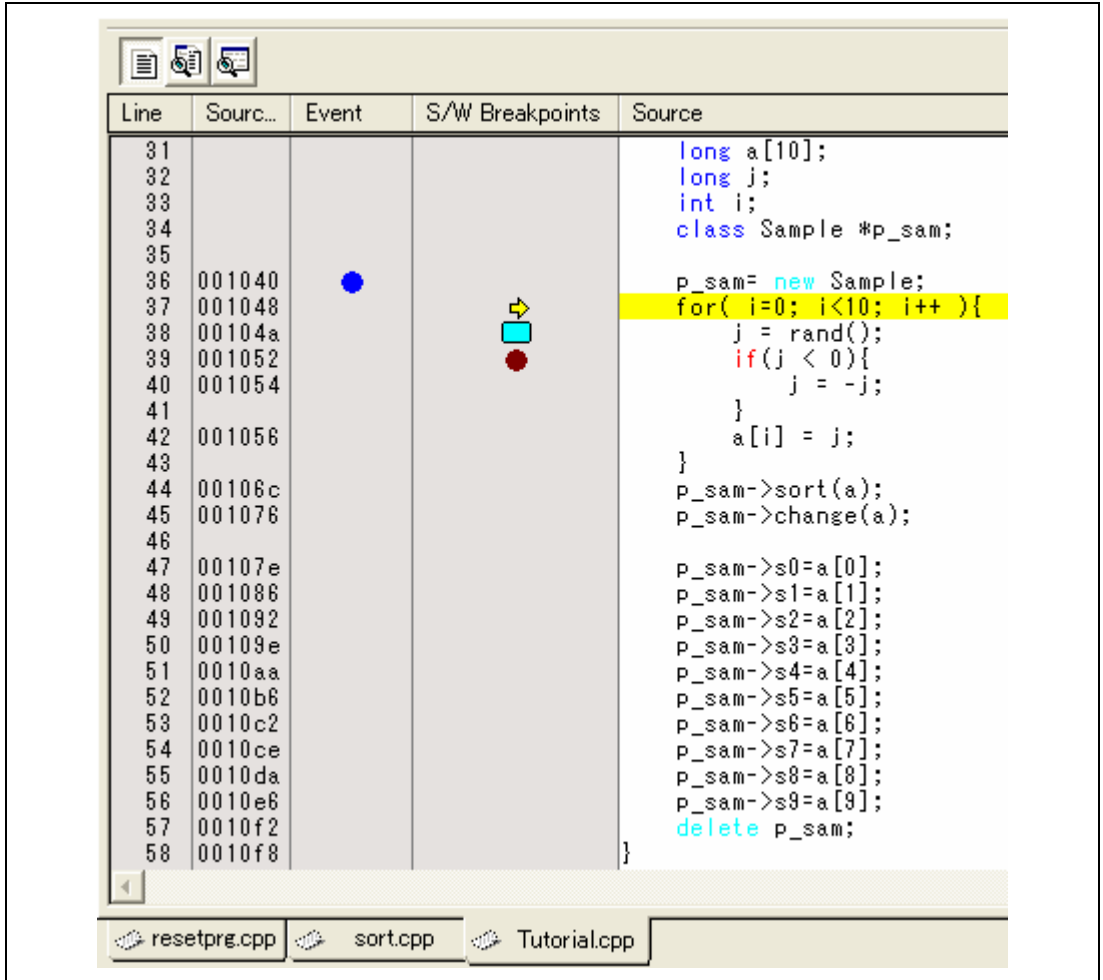 Line Sourc... Event S/W Breakpoints Source
31 long a[10];
32 long j;
33 int i;
34 class Sample *p_sam;
35
36 001040 p_sam= new Sample;
37 001048 for( i=0; i<10; i++ ){
38 00104a j = rand();
39 001052 if(j < 0){
40 001054 j = -j;
41 }
42 001056 a[i] = j;
43 }
44 00106c p_sam->sort(a);
45 001076 p_sam->change(a);
46
47 00107e p_sam->s0=a[0];
48 001086 p_sam->s1=a[1];
49 001092 p_sam->s2=a[2];
50 00109e p_sam->s3=a[3];
51 0010aa p_sam->s4=a[4];
52 0010b6 p_sam->s5=a[5];
53 0010c2 p_sam->s6=a[6];
54 0010ce p_sam->s7=a[7];
55 0010da p_sam->s8=a[8];
56 0010e6 p_sam->s9=a[9];
57 0010f2 delete p_sam;
58 0010f8 }
resetprg.cpp sort.cpp Tutorial.cpp